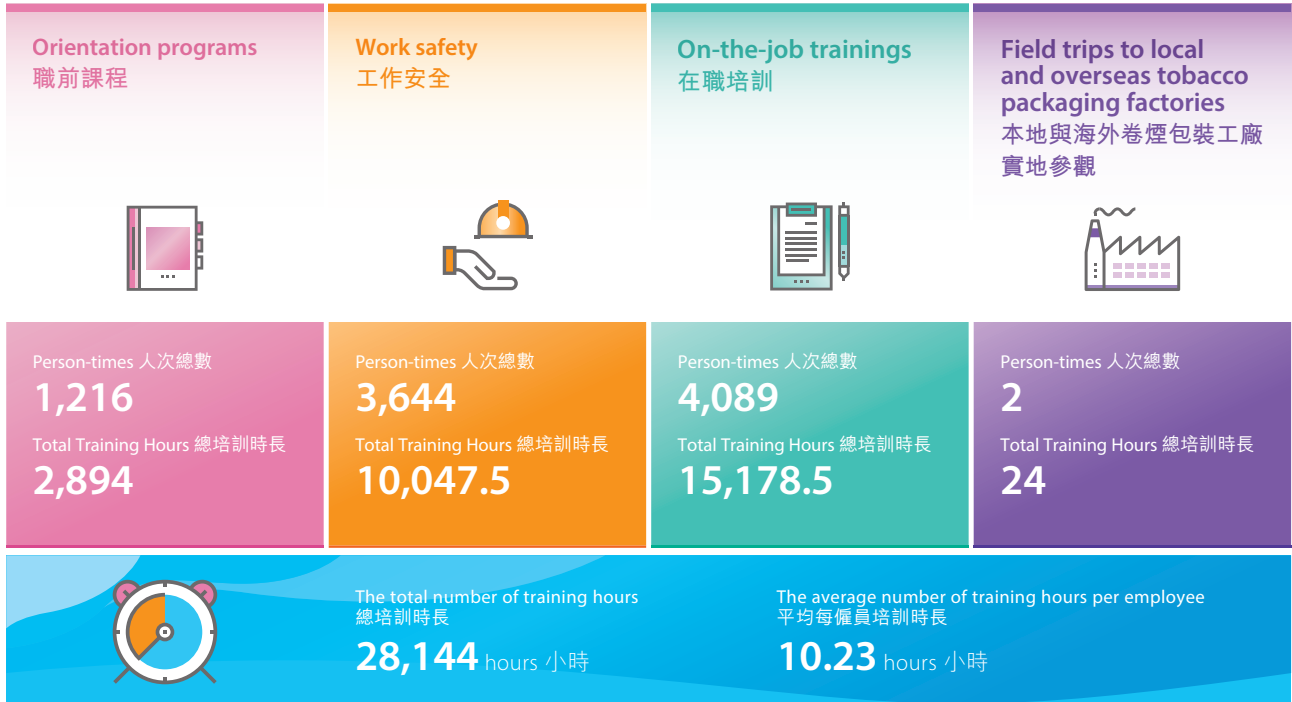 Orientation programs
職前課程
Work safety
工作安全
On-the-job trainings
在職培訓
Field trips to local
and overseas tobacco
packaging factories
本地與海外卷煙包裝工廠
實地參觀
Person-times 人次總數
1,216
Total Training Hours 總培訓時長
2,894
Person-times 人次總數
3,644
Total Training Hours 總培訓時長
10,047.5
Person-times 人次總數
4,089
Total Training Hours 總培訓時長
15,178.5
Person-times 人次總數
2
Total Training Hours 總培訓時長
24
The total number of training hours
總培訓時長
28,144 hours 小時
The average number of training hours per employee
平均每僱員培訓時長
10.23 hours 小時